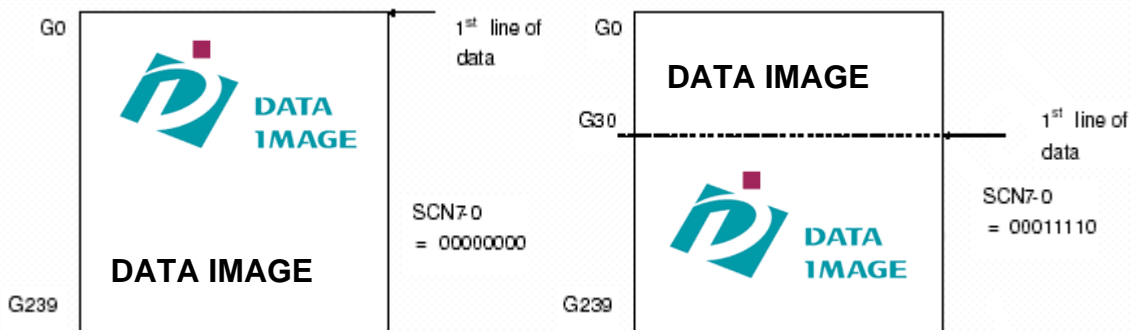 G0
1st line of
data
DATA
IMAGE
SCN7-0
= 00000000
DATA IMAGE
G239
G0
DATA IMAGE
G30
1st line of
data
DATA
IMAGE
SCN7-0
= 00011110
G239